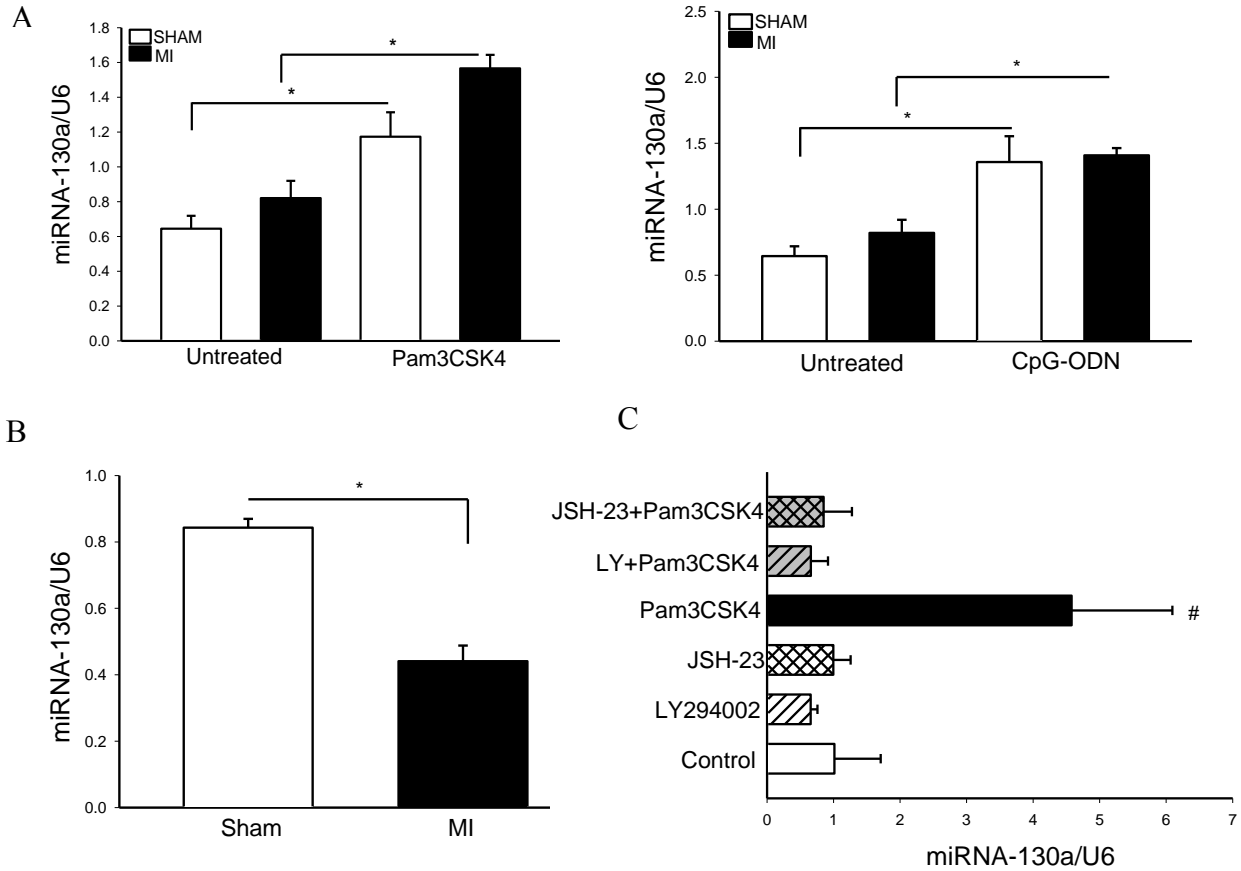 A
SHAM
MI
miRNA-130a/U6
1.8
1.6
1.4
1.2
1.0
0.8
0.6
0.4
0.2
0.0
*
*
Untreated
Pam3CSK4
SHAM
MI
miRNA-130a/U6
2.5
2.0
1.5
1.0
0.5
0.0
*
*
Untreated
CpG-ODN
B
miRNA-130a/U6
1.0
0.8
0.6
0.4
0.2
0.0
*
Sham
MI
C
JSH-23+Pam3CSK4
LY+Pam3CSK4
Pam3CSK4
#
JSH-23
LY294002
Control
0 1 2 3 4 5 6 7
miRNA-130a/U6